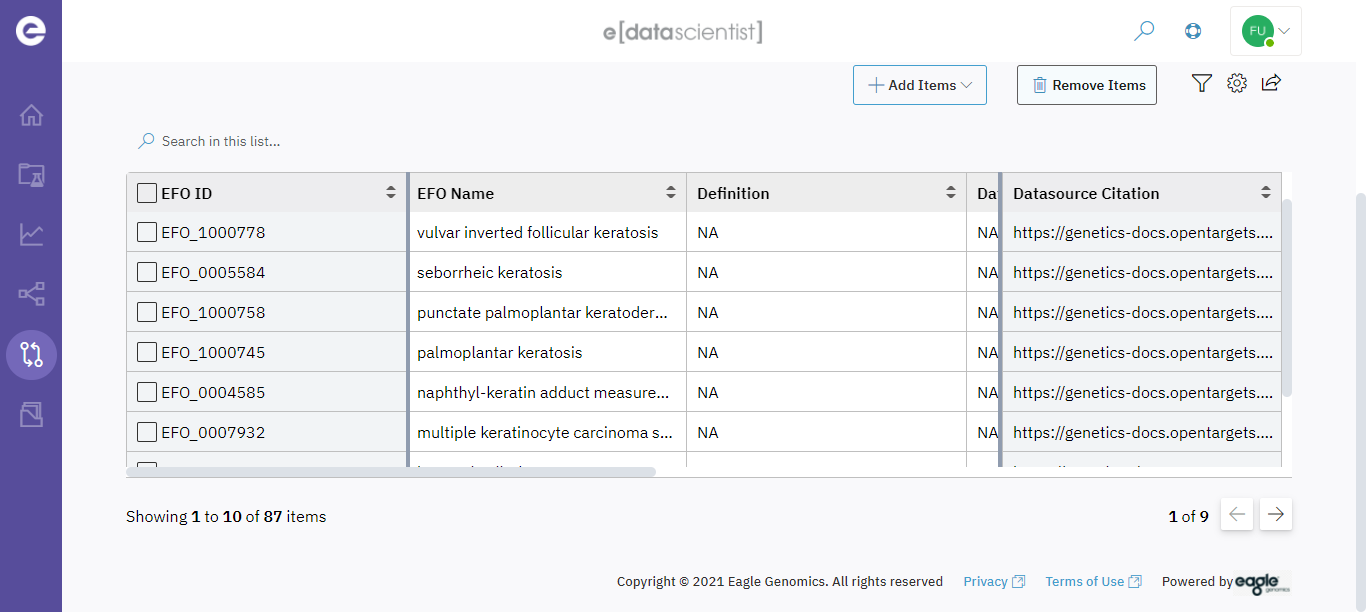 e[datascientist]
FU
Add Items
Remove Items
Search in this list...
EFO ID EFO Name Definition Da Datasource Citation
EFO_1000778 vulvar inverted follicular keratosis NA NA https://genetics-docs.opentargets....
EFO_0005584 seborrheic keratosis NA NA https://genetics-docs.opentargets....
EFO_1000758 punctate palmoplantar keratoder... NA NA https://genetics-docs.opentargets....
EFO_1000745 palmoplantar keratosis NA NA https://genetics-docs.opentargets....
EFO_0004585 naphthyl-keratin adduct measure... NA NA https://genetics-docs.opentargets....
EFO_0007932 multiple keratinocyte carcinoma s... NA NA https://genetics-docs.opentargets....
Showing 1 to 10 of 87 items
1 of 9
Copyright © 2021 Eagle Genomics. All rights reserved Privacy Terms of Use Powered by eagle genomics